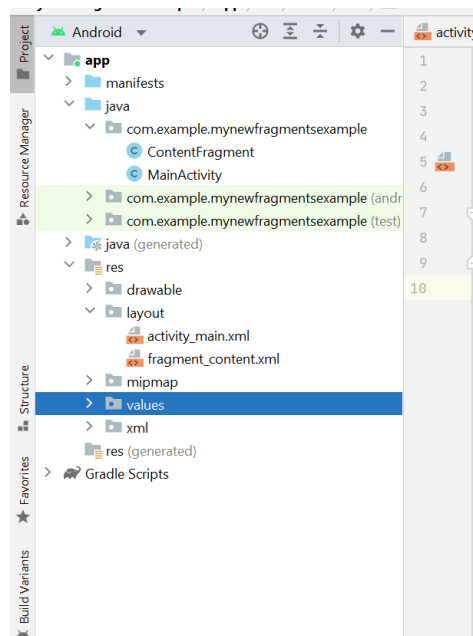 Android
activity
Project
Resource Manager
Structure
Favorites
Build Variants
app
manifests
java
com.example.mynewfragmentsexample
ContentFragment
MainActivity
com.example.mynewfragmentsexample (andr
com.example.mynewfragmentsexample (test)
java (generated)
res
drawable
layout
activity_main.xml
fragment_content.xml
mipmap
values
xml
res (generated)
Gradle Scripts
1
2
3
4
5
6
7
8
9
10